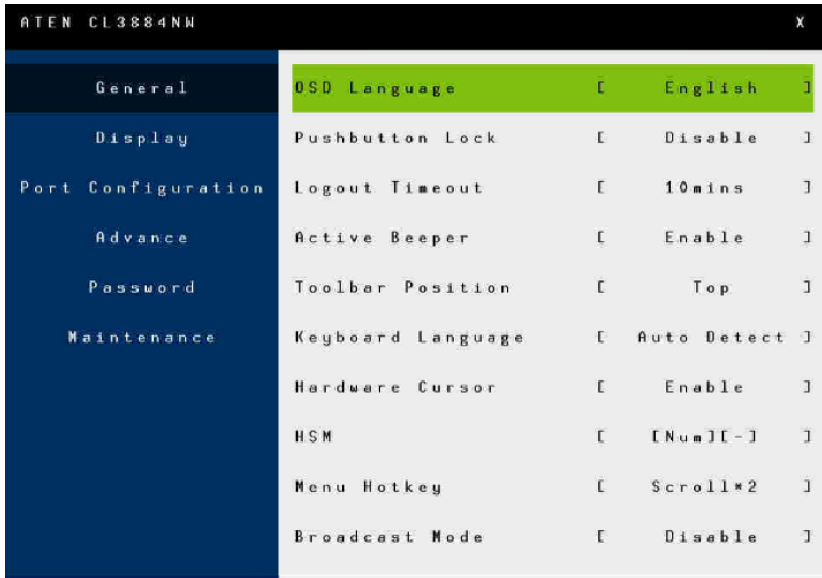 ATEN CL3884NW X
General
Display
Port Configuration
Advance
Password
Maintenance
OSD Language [ English ]
Pushbutton Lock [ Disable ]
Logout Timeout [ 10mins ]
Active Beeper [ Enable ]
Toolbar Position [ Top ]
Keyboard Language [ Auto Detect ]
Hardware Cursor [ Enable ]
HSM [ [Num][-] ]
Menu Hotkey [ Scroll*2 ]
Broadcast Mode [ Disable ]